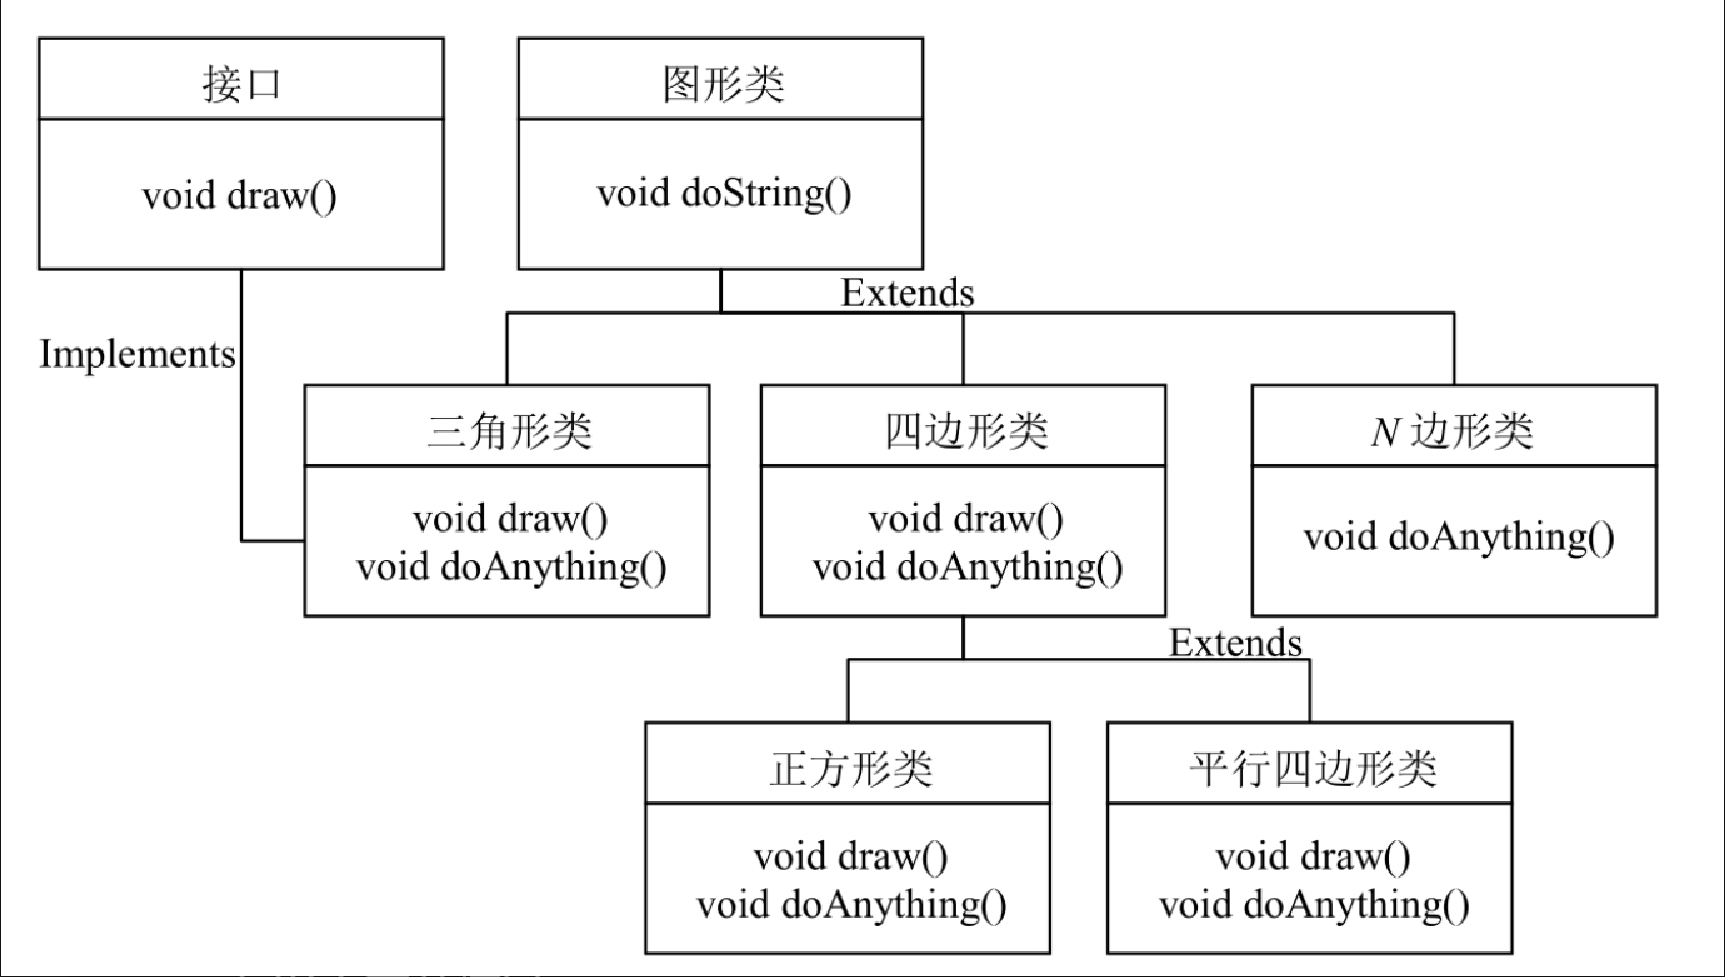 接口
void draw()
图形类
void doString()
Extends
Implements
三角形类
void draw()
void doAnything()
四边形类
void draw()
void doAnything()
N 边形类
void doAnything()
Extends
正方形类
void draw()
void doAnything()
平行四边形类
void draw()
void doAnything()